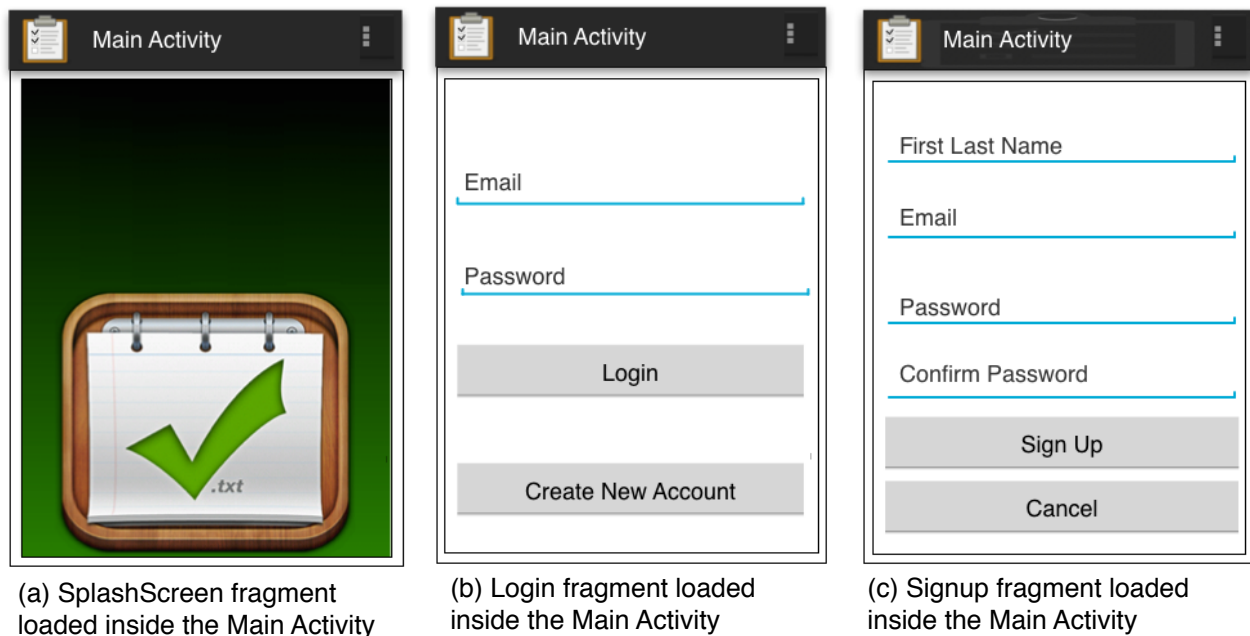 Main Activity
.txt
(a) SplashScreen fragment
loaded inside the Main Activity
Main Activity
Email
Password
Login
Create New Account
(b) Login fragment loaded
inside the Main Activity
Main Activity
First Last Name
Email
Password
Confirm Password
Sign Up
Cancel
(c) Signup fragment loaded
inside the Main Activity